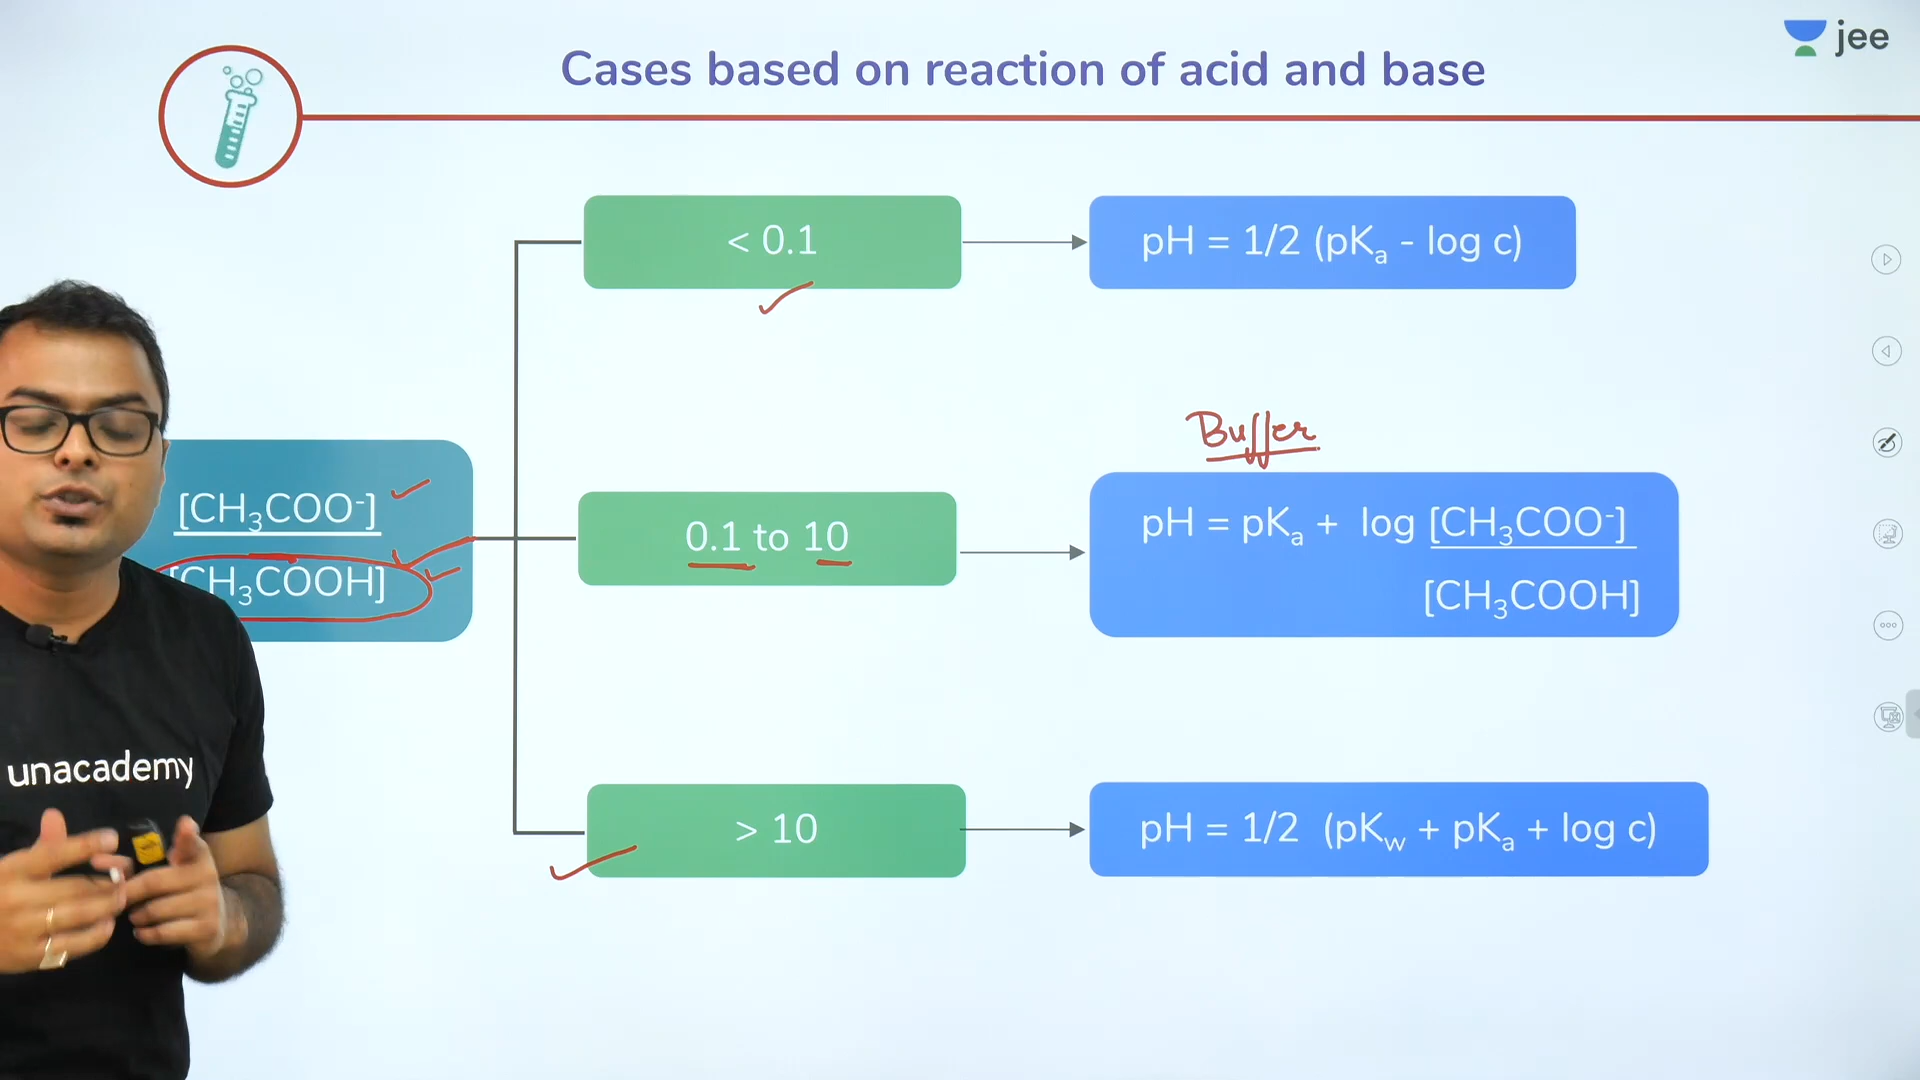 jee
Cases based on reaction of acid and base
< 0.1
pH = 1/2 (pKₐ - log c)
Buffer
[CH₃COO⁻]
[CH₃COOH]
0.1 to 10
pH = pKₐ + log [CH₃COO⁻]
[CH₃COOH]
unacademy
> 10
pH = 1/2 (pK_w + pKₐ + log c)